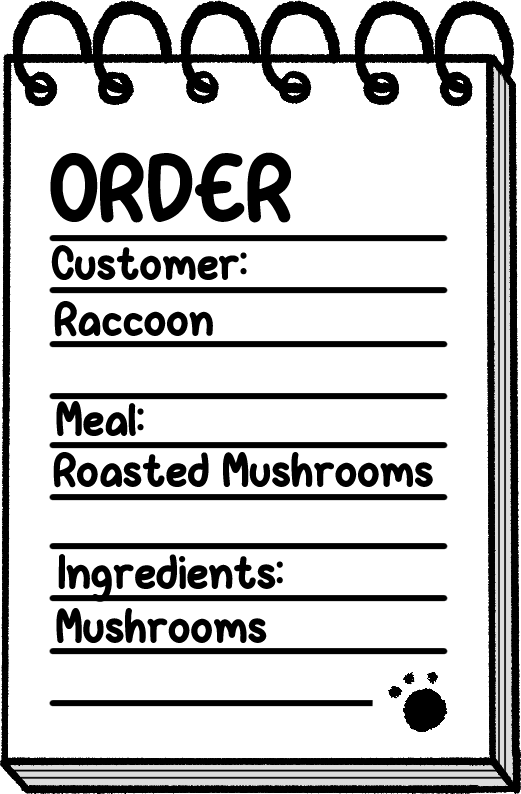 ORDER
Customer:
Raccoon
Meal:
Roasted Mushrooms
Ingredients:
Mushrooms